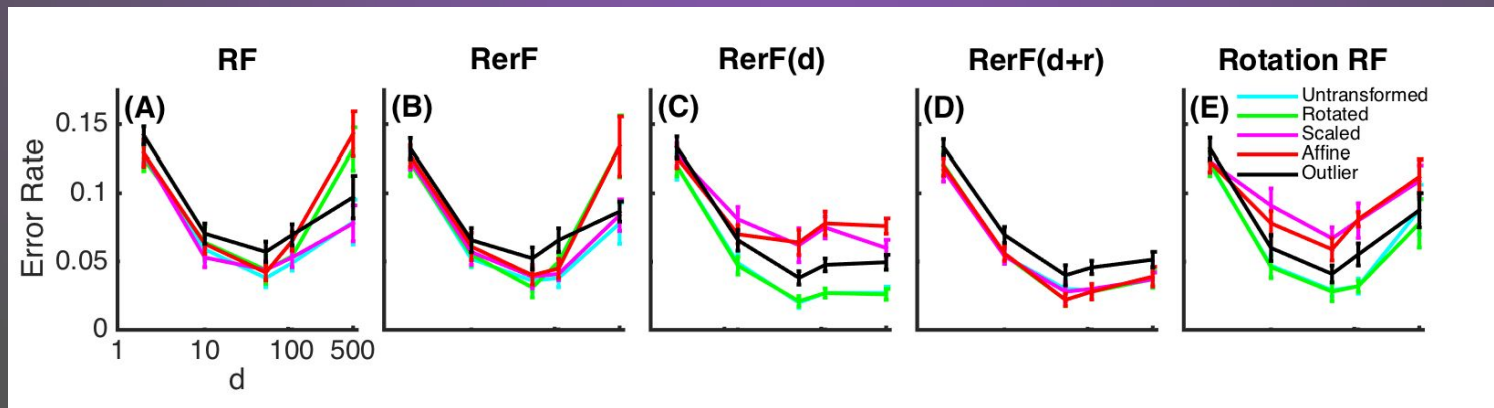 RF
RerF
RerF(d)
RerF(d+r)
Rotation RF
(A)
(B)
(C)
(D)
(E)
Untransformed
Rotated
Scaled
Affine
Outlier
Error Rate
0.15
0.1
0.05
0
1
10
100
500
d